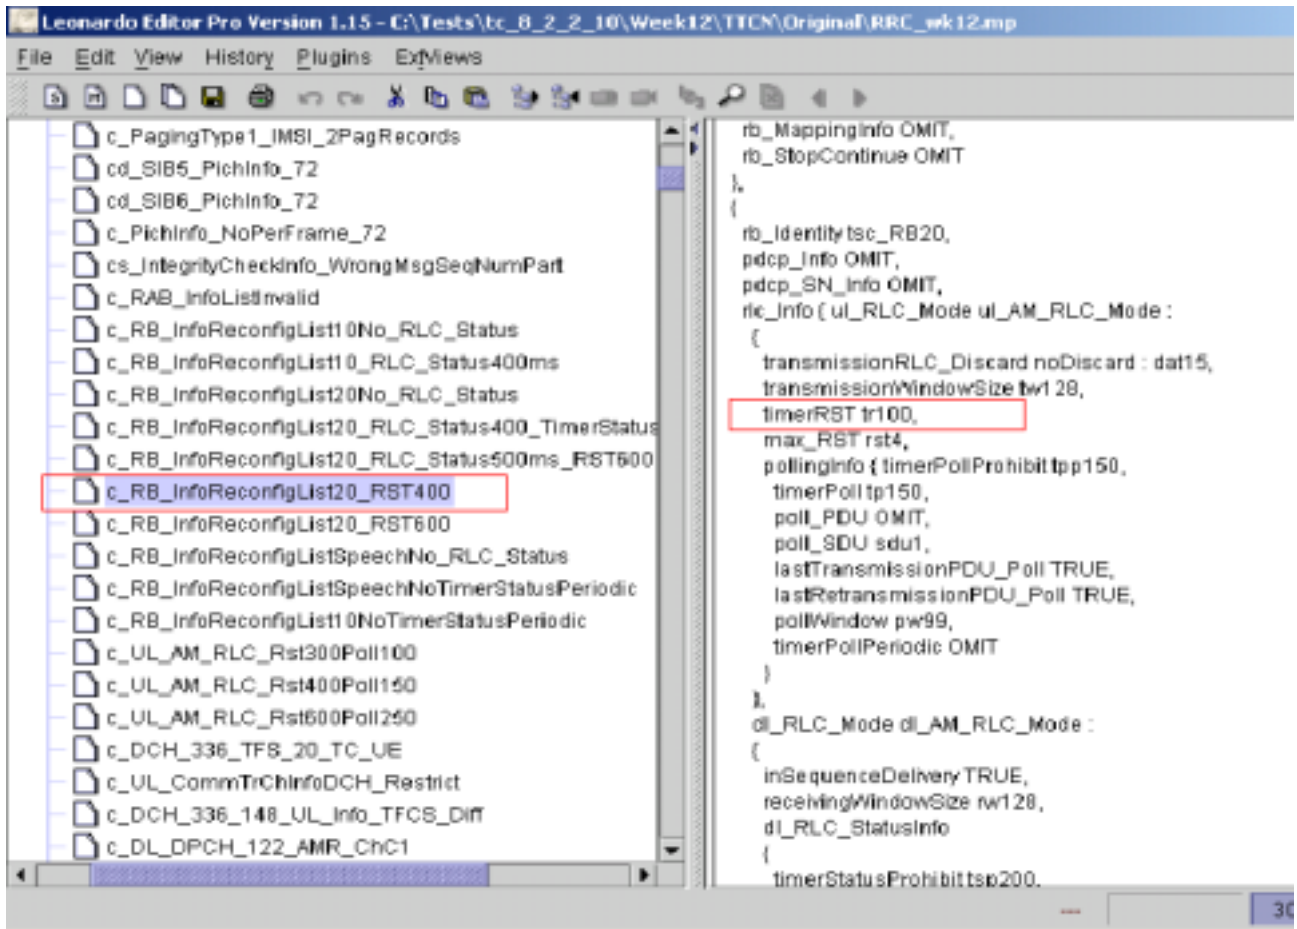 Leonardo Editor Pro Version 1.15 - C:\Tests\tc_8_2_2_10\Week12\TTCN\Original\RRC_wk12.mp
File Edit View History Plugins ExfViews
c_PagingType1_IMSI_2PagRecords
cd_SIB5_PichInfo_72
cd_SIB6_PichInfo_72
c_PichInfo_NoPerFrame_72
cs_IntegrityCheckInfo_WrongMsgSeqNumPart
c_RAB_InfoListInvalid
c_RB_InfoReconfigList10No_RLC_Status
c_RB_InfoReconfigList10_RLC_Status400ms
c_RB_InfoReconfigList20No_RLC_Status
c_RB_InfoReconfigList20_RLC_Status400_TimerStatus
c_RB_InfoReconfigList20_RLC_Status500ms_RST600
c_RB_InfoReconfigList20_RST400
c_RB_InfoReconfigList20_RST600
c_RB_InfoReconfigListSpeechNo_RLC_Status
c_RB_InfoReconfigListSpeechNoTimerStatusPeriodic
c_RB_InfoReconfigList10NoTimerStatusPeriodic
c_UL_AM_RLC_Rst300Poll100
c_UL_AM_RLC_Rst400Poll150
c_UL_AM_RLC_Rst600Poll250
c_DCH_336_TFS_20_TC_UE
c_UL_CommTrChInfoDCH_Restrict
c_DCH_336_148_UL_Info_TFCS_Diff
c_DL_DPCH_122_AMR_ChC1
rb_MappingInfo OMIT,
rb_StopContinue OMIT
},
{
rb_Identity tsc_RB20,
pdcp_Info OMIT,
pdcp_SN_Info OMIT,
rlc_Info { ul_RLC_Mode ul_AM_RLC_Mode :
{
transmissionRLC_Discard noDiscard : dat15,
transmissionWindowSize tw128,
timerRST tr100,
max_RST rst4,
pollingInfo { timerPollProhibit tpp150,
timerPoll tp150,
poll_PDU OMIT,
poll_SDU sdu1,
lastTransmissionPDU_Poll TRUE,
lastRetransmissionPDU_Poll TRUE,
pollWindow pw99,
timerPollPeriodic OMIT
}
},
dl_RLC_Mode dl_AM_RLC_Mode :
{
inSequenceDelivery TRUE,
receivingWindowSize rw128,
dl_RLC_StatusInfo
{
timerStatusProhibit tsp200,
---
30